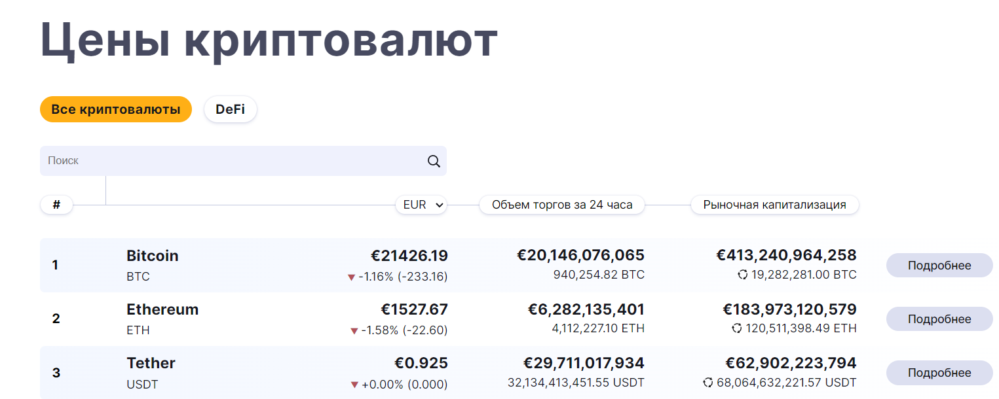 Цены криптовалют
Все криптовалюты DeFi
Поиск
# EUR Объем торгов за 24 часа Рыночная капитализация
1 Bitcoin €21426.19 €20,146,076,065 €413,240,964,258 Подробнее
BTC ▼ -1.16% (-233.16) 940,254.82 BTC 19,282,281.00 BTC
2 Ethereum €1527.67 €6,282,135,401 €183,973,120,579 Подробнее
ETH ▼ -1.58% (-22.60) 4,112,227.10 ETH 120,511,398.49 ETH
3 Tether €0.925 €29,711,017,934 €62,902,223,794 Подробнее
USDT ▼ +0.00% (0.000) 32,134,413,451.55 USDT 68,064,632,221.57 USDT